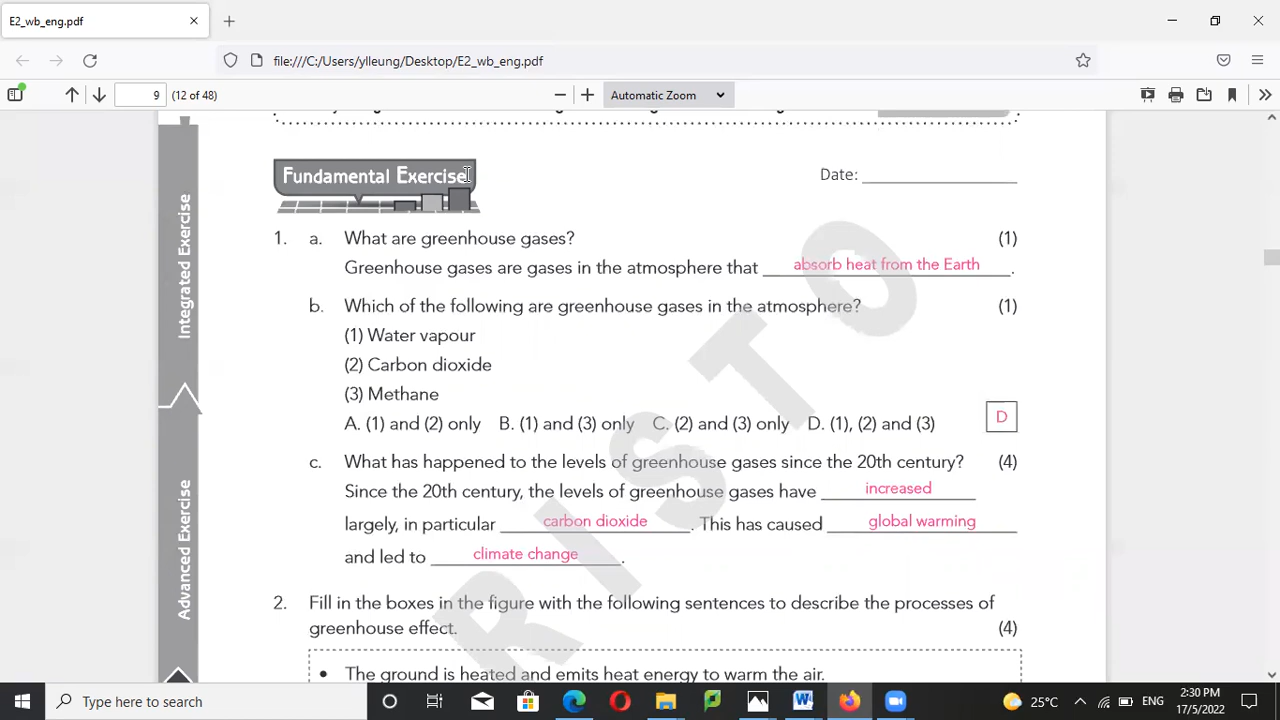 E2_wb_eng.pdf
file:///C:/Users/ylleung/Desktop/E2_wb_eng.pdf
9 (12 of 48) Automatic Zoom
Fundamental Exercise
Date:
Integrated Exercise
Advanced Exercise
1. a. What are greenhouse gases? (1)
Greenhouse gases are gases in the atmosphere that absorb heat from the Earth.
b. Which of the following are greenhouse gases in the atmosphere? (1)
(1) Water vapour
(2) Carbon dioxide
(3) Methane
A. (1) and (2) only B. (1) and (3) only C. (2) and (3) only D. (1), (2) and (3) D
c. What has happened to the levels of greenhouse gases since the 20th century? (4)
Since the 20th century, the levels of greenhouse gases have increased
largely, in particular carbon dioxide. This has caused global warming
and led to climate change.
2. Fill in the boxes in the figure with the following sentences to describe the processes of
greenhouse effect. (4)
• The ground is heated and emits heat energy to warm the air.
RISTO
Type here to search
25°C ENG 2:30 PM
17/5/2022